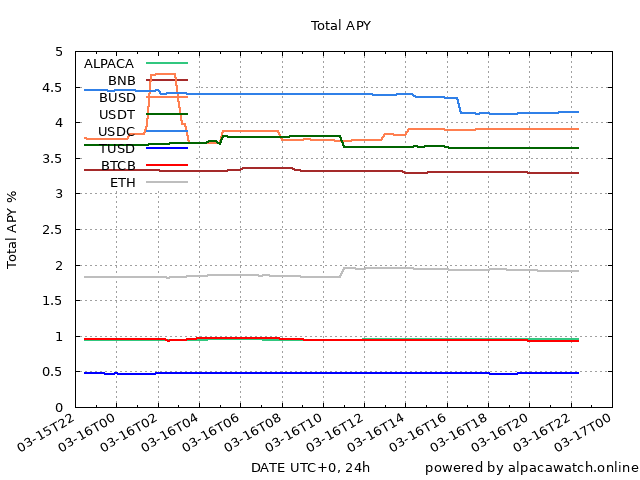 Total APY
Total APY %
5
4.5
4
3.5
3
2.5
2
1.5
1
0.5
0
ALPACA
BNB
BUSD
USDT
USDC
TUSD
BTCB
ETH
03-15T22
03-16T00
03-16T02
03-16T04
03-16T06
03-16T08
03-16T10
03-16T12
03-16T14
03-16T16
03-16T18
03-16T20
03-16T22
03-17T00
DATE UTC+0, 24h
powered by alpacawatch.online